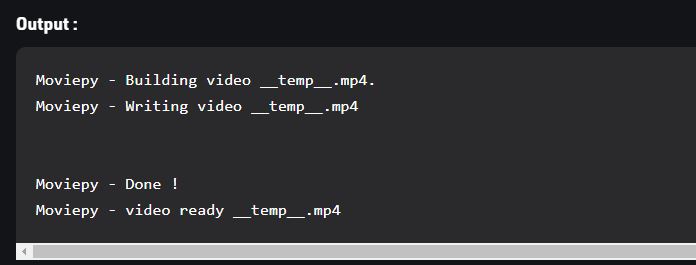 Output :
Moviepy - Building video __temp__.mp4.
Moviepy - Writing video __temp__.mp4
Moviepy - Done !
Moviepy - video ready __temp__.mp4